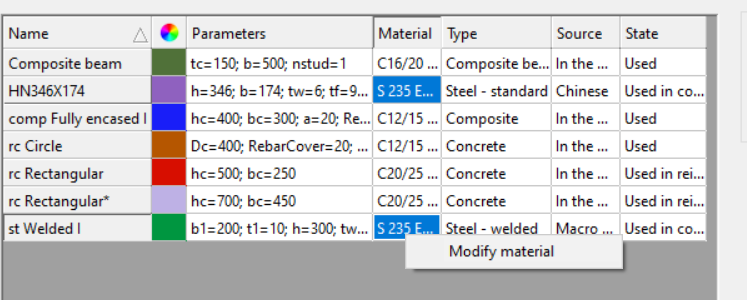 Name Parameters Material Type Source State
Composite beam tc=150; b=500; nstud=1 C16/20 ... Composite be... In the ... Used
HN346X174 h=346; b=174; tw=6; tf=9... S 235 E... Steel - standard Chinese Used in co...
comp Fully encased I hc=400; bc=300; a=20; Re... C12/15 ... Composite In the ... Used
rc Circle Dc=400; RebarCover=20; ... C12/15 ... Concrete In the ... Used
rc Rectangular hc=500; bc=250 C20/25 ... Concrete In the ... Used in rei...
rc Rectangular* hc=700; bc=450 C20/25 ... Concrete In the ... Used in rei...
st Welded I b1=200; t1=10; h=300; tw... S 235 E... Steel - welded Macro ... Used in co...
Modify material